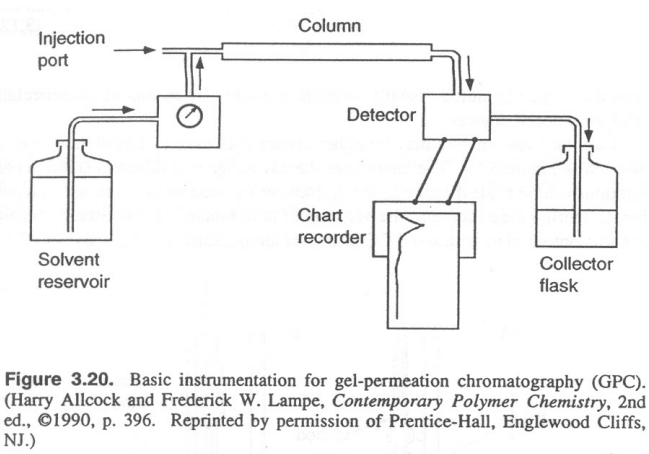 Column
Injection
port
Detector
Chart
recorder
Solvent
reservoir
Collector
flask
Figure 3.20. Basic instrumentation for gel-permeation chromatography (GPC).
(Harry Allcock and Frederick W. Lampe, Contemporary Polymer Chemistry, 2nd
ed., ©1990, p. 396. Reprinted by permission of Prentice-Hall, Englewood Cliffs,
NJ.)